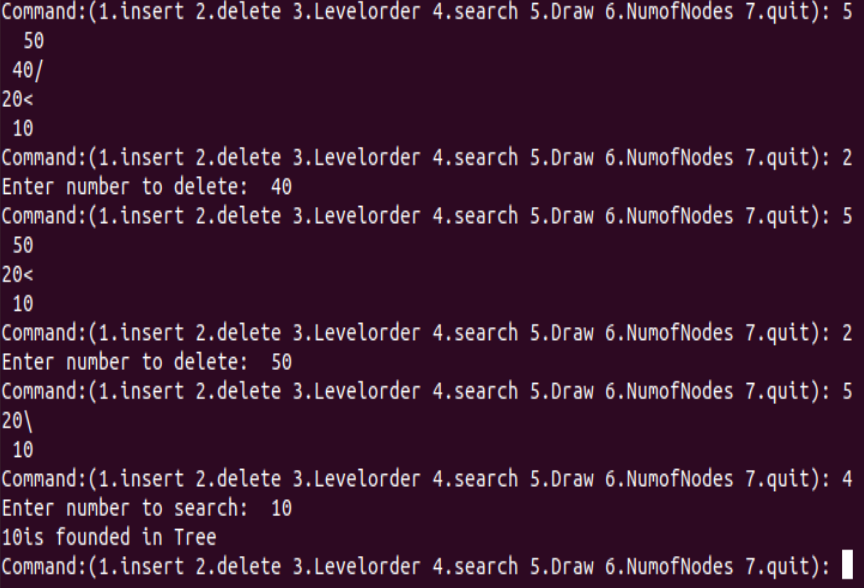 Command:(1.insert 2.delete 3.Levelorder 4.search 5.Draw 6.NumofNodes 7.quit): 5
  50
 40/
20<
 10
Command:(1.insert 2.delete 3.Levelorder 4.search 5.Draw 6.NumofNodes 7.quit): 2
Enter number to delete:  40
Command:(1.insert 2.delete 3.Levelorder 4.search 5.Draw 6.NumofNodes 7.quit): 5
 50
20<
 10
Command:(1.insert 2.delete 3.Levelorder 4.search 5.Draw 6.NumofNodes 7.quit): 2
Enter number to delete:  50
Command:(1.insert 2.delete 3.Levelorder 4.search 5.Draw 6.NumofNodes 7.quit): 5
20\
 10
Command:(1.insert 2.delete 3.Levelorder 4.search 5.Draw 6.NumofNodes 7.quit): 4
Enter number to search:  10
10is founded in Tree
Command:(1.insert 2.delete 3.Levelorder 4.search 5.Draw 6.NumofNodes 7.quit):